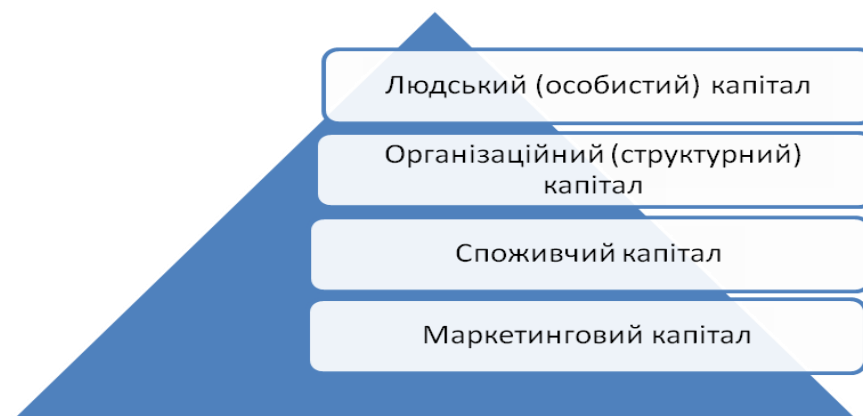 Людський (особистий) капітал
Організаційний (структурний)
капітал
Споживчий капітал
Маркетинговий капітал